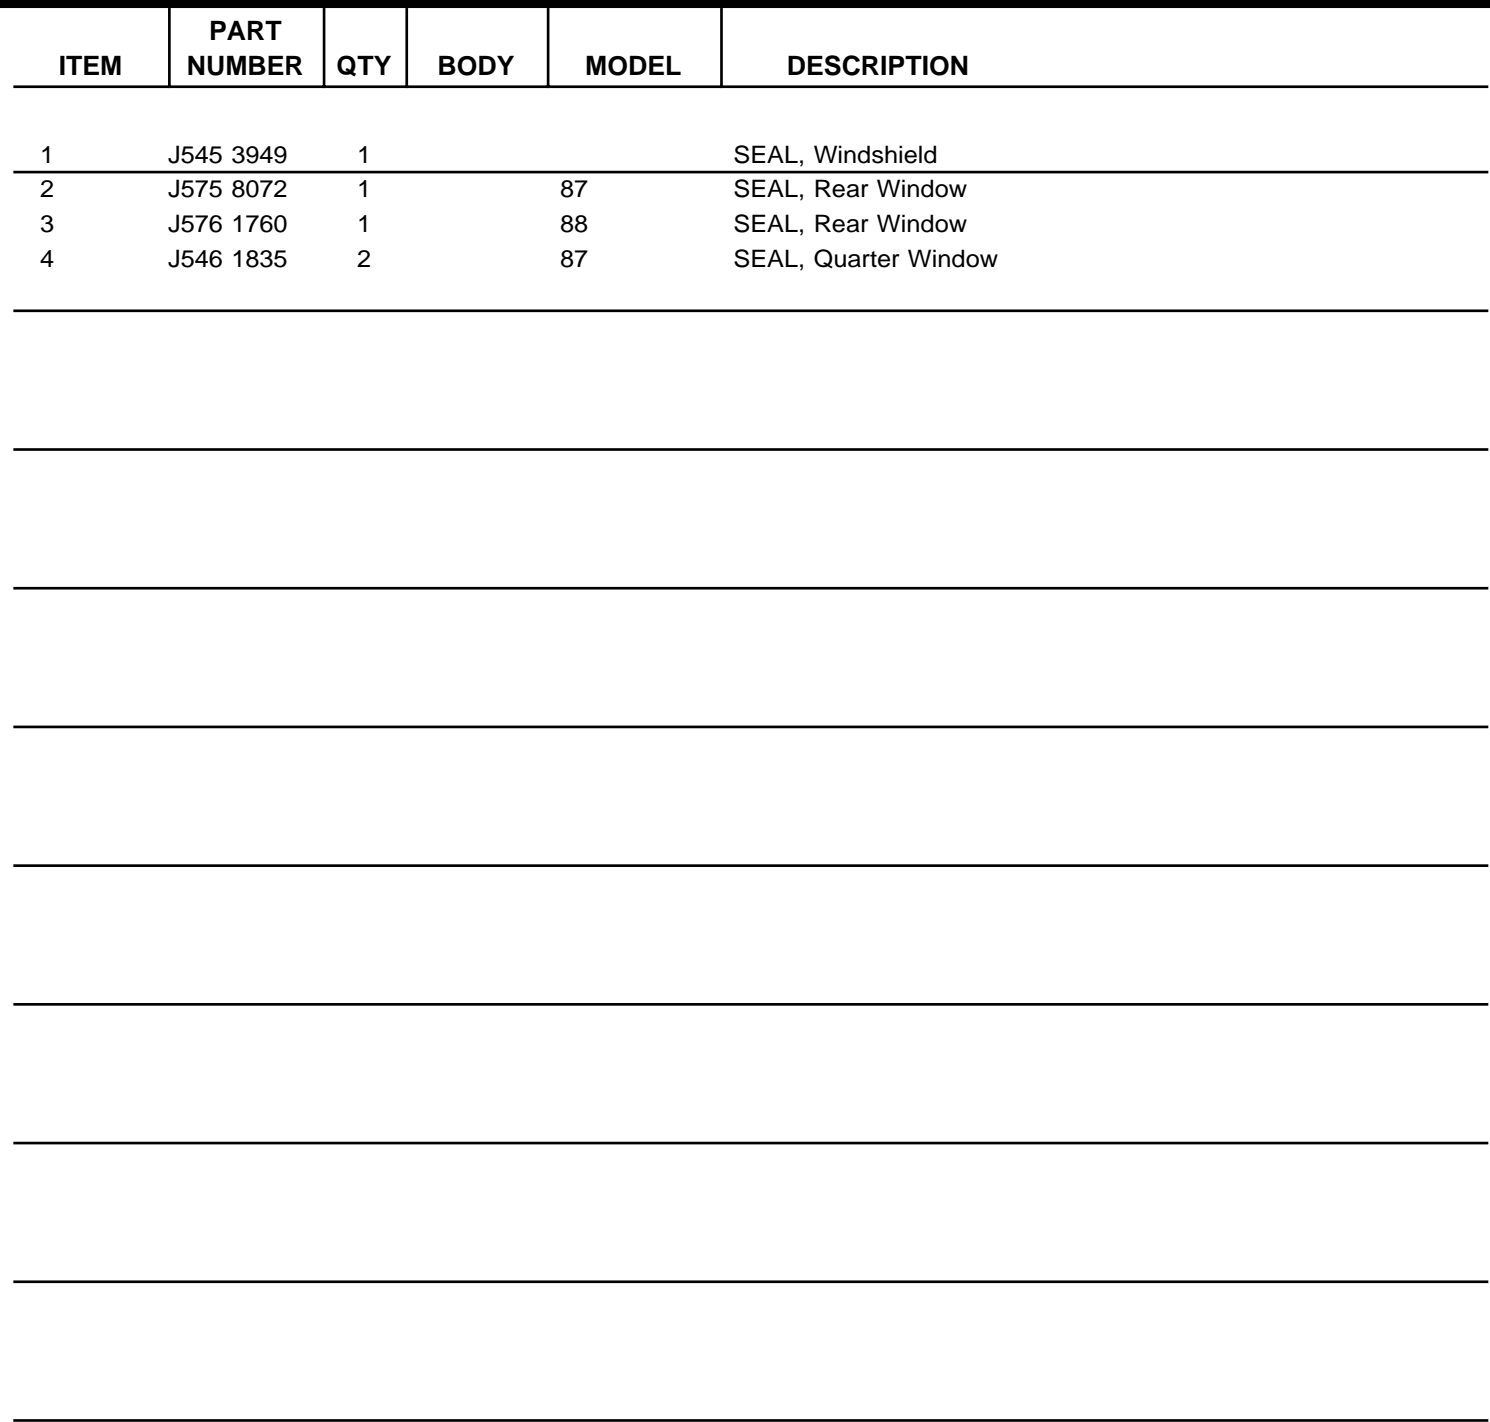 PART
ITEM NUMBER QTY BODY MODEL DESCRIPTION
1 J545 3949 1 SEAL, Windshield
2 J575 8072 1 87 SEAL, Rear Window
3 J576 1760 1 88 SEAL, Rear Window
4 J546 1835 2 87 SEAL, Quarter Window